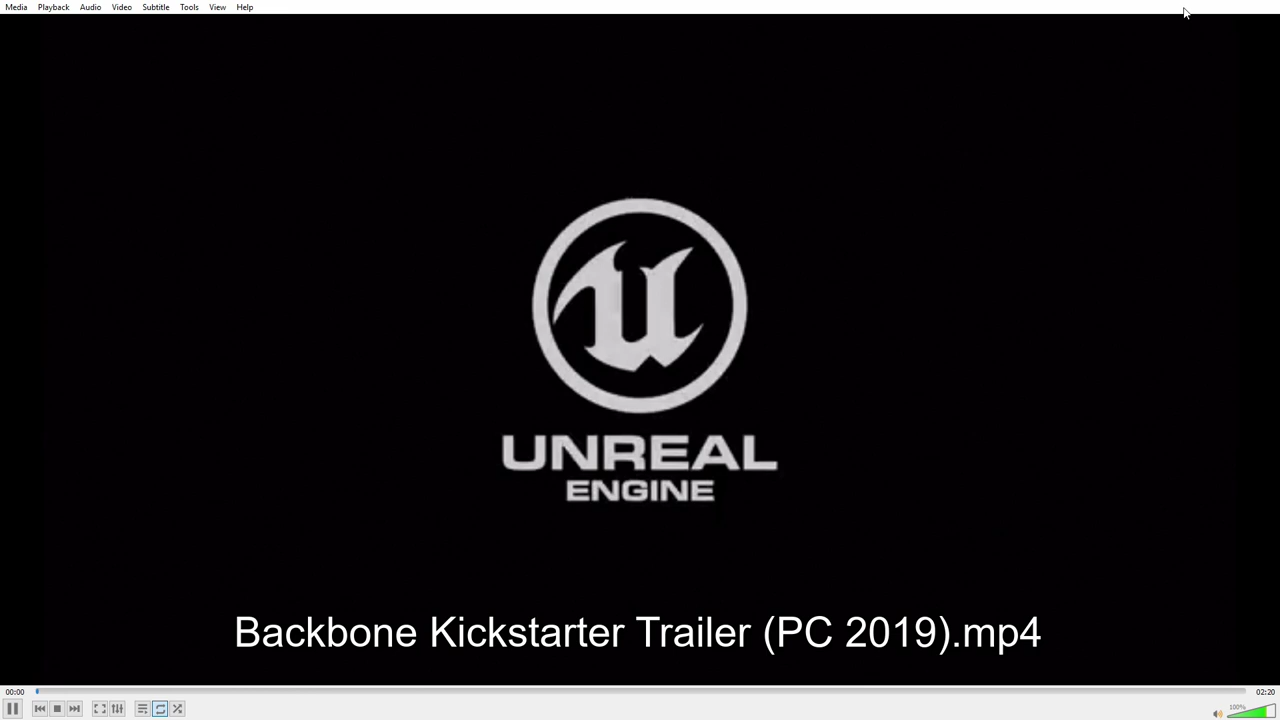 Media Playback Audio Video Subtitle Tools View Help
UNREAL
ENGINE
Backbone Kickstarter Trailer (PC 2019).mp4
00:00 02:20
100%